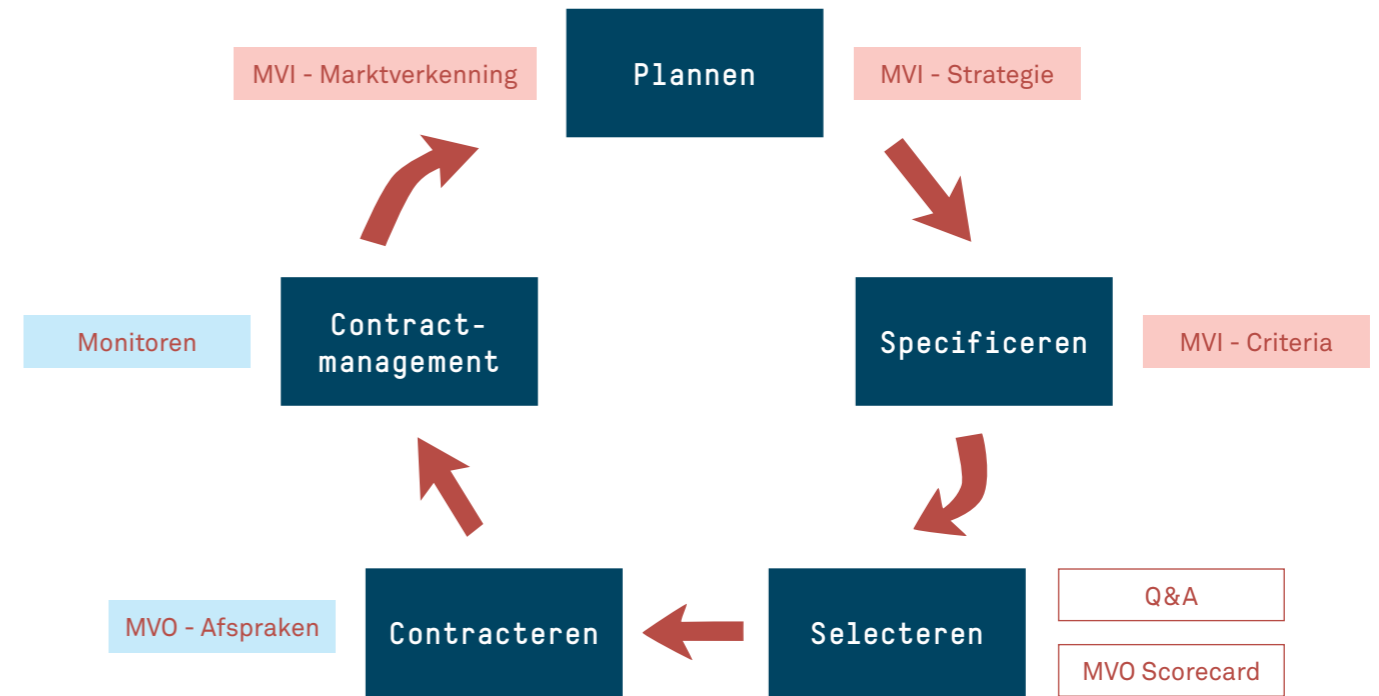 MVI - Marktverkenning
Plannen
MVI - Strategie
Monitoren
Contract-
management
Specificeren
MVI - Criteria
MVO - Afspraken
Contracteren
Selecteren
Q&A
MVO Scorecard